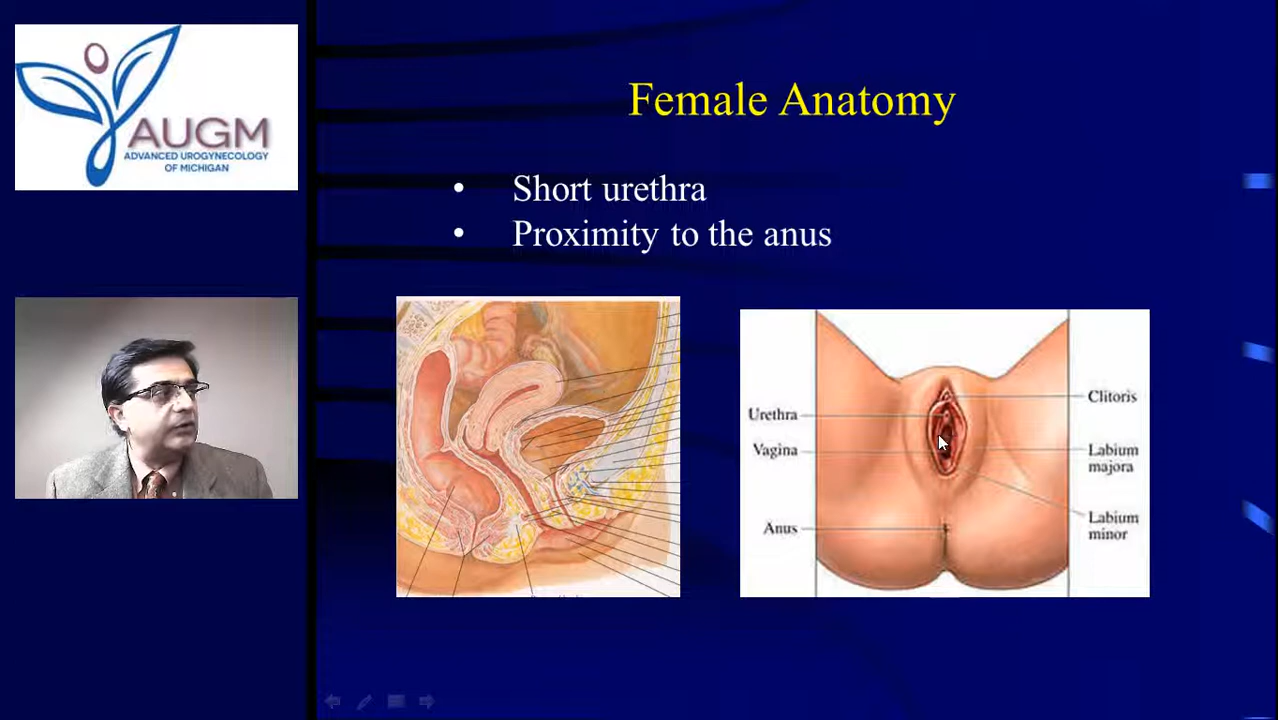 AUGM
ADVANCED UROGYNECOLOGY
OF MICHIGAN
Female Anatomy
• Short urethra
• Proximity to the anus
Urethra
Vagina
Anus
Clitoris
Labium
majora
Labium
minor